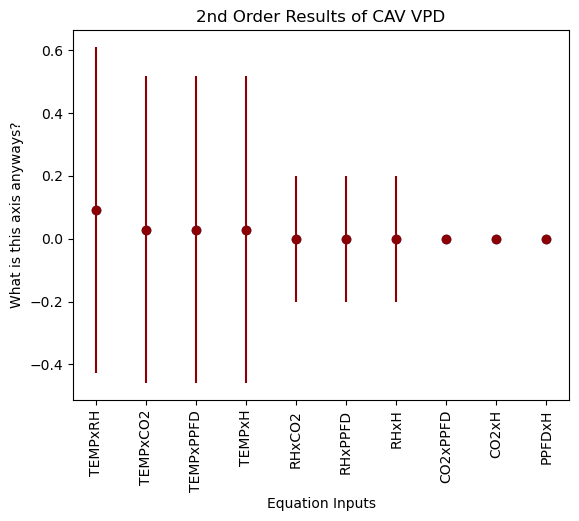 2nd Order Results of CAV VPD
What is this axis anyways?
0.6
0.4
0.2
0.0
−0.2
−0.4
TEMPxRH
TEMPxCO2
TEMPxPPFD
TEMPxH
RHxCO2
RHxPPFD
RHxH
CO2xPPFD
CO2xH
PPFDxH
Equation Inputs